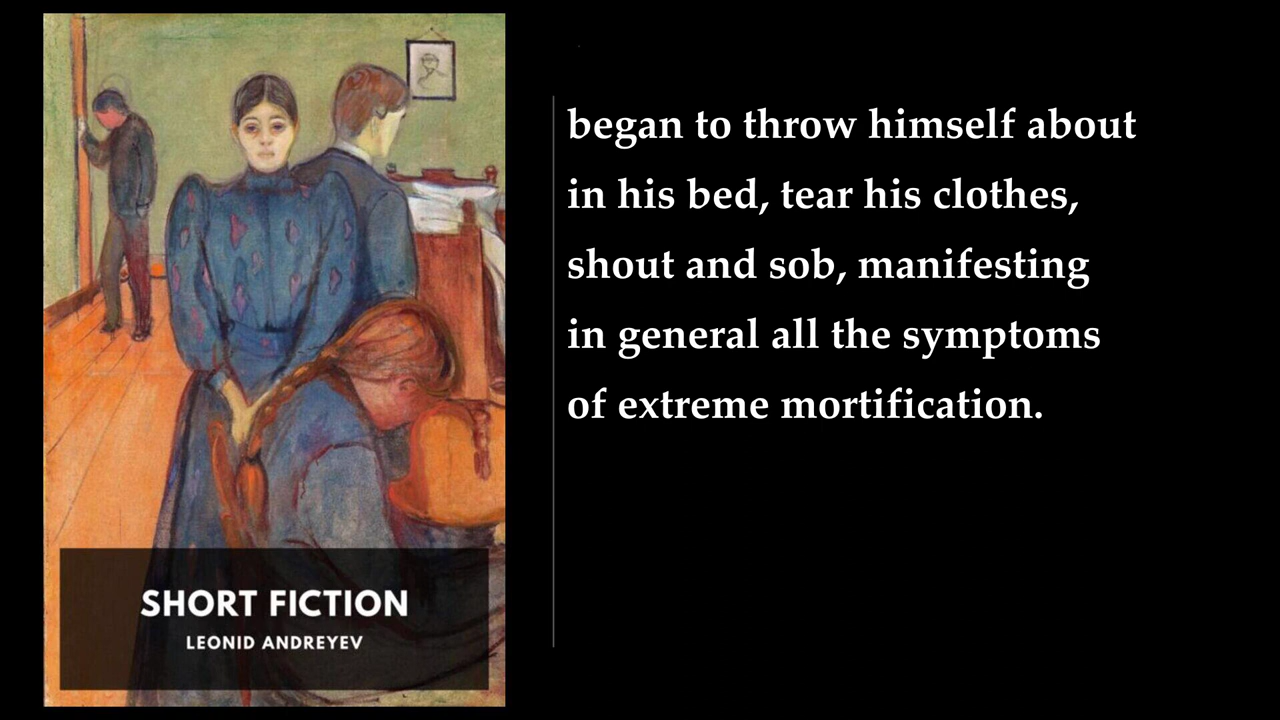 began to throw himself about
in his bed, tear his clothes,
shout and sob, manifesting
in general all the symptoms
of extreme mortification.
SHORT FICTION
LEONID ANDREYEV